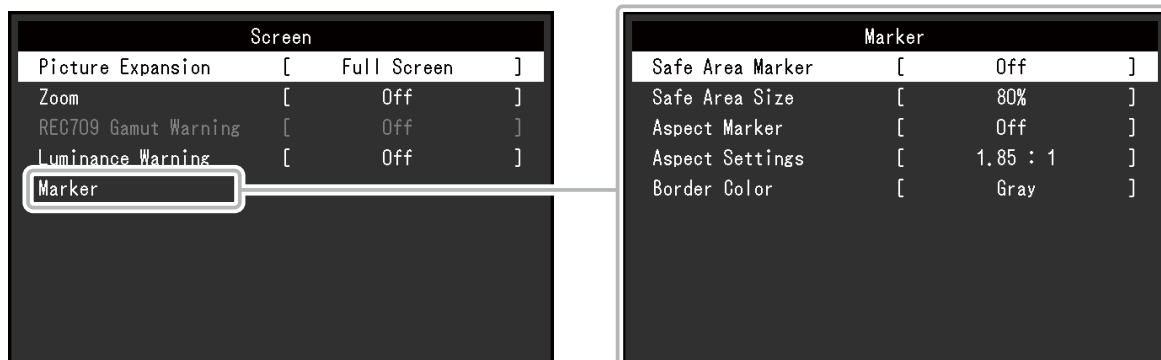 Screen
Picture Expansion [ Full Screen ]
Zoom [ Off ]
REC709 Gamut Warning [ Off ]
Luminance Warning [ Off ]
Marker
Marker
Safe Area Marker [ Off ]
Safe Area Size [ 80% ]
Aspect Marker [ Off ]
Aspect Settings [ 1.85 : 1 ]
Border Color [ Gray ]